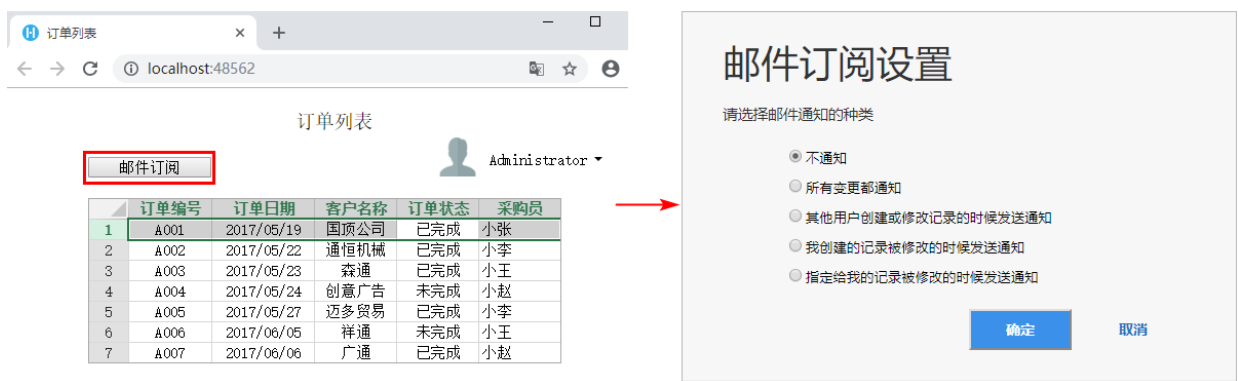 订单列表
localhost:48562
订单列表
邮件订阅
Administrator
订单编号 订单日期 客户名称 订单状态 采购员
1 A001 2017/05/19 国顶公司 已完成 小张
2 A002 2017/05/22 通恒机械 已完成 小李
3 A003 2017/05/23 森通 已完成 小王
4 A004 2017/05/24 创意广告 未完成 小赵
5 A005 2017/05/27 迈多贸易 已完成 小李
6 A006 2017/06/05 祥通 未完成 小王
7 A007 2017/06/06 广通 已完成 小赵
邮件订阅设置
请选择邮件通知的种类
不通知
所有变更都通知
其他用户创建或修改记录的时候发送通知
我创建的记录被修改的时候发送通知
指定给我的记录被修改的时候发送通知
确定 取消